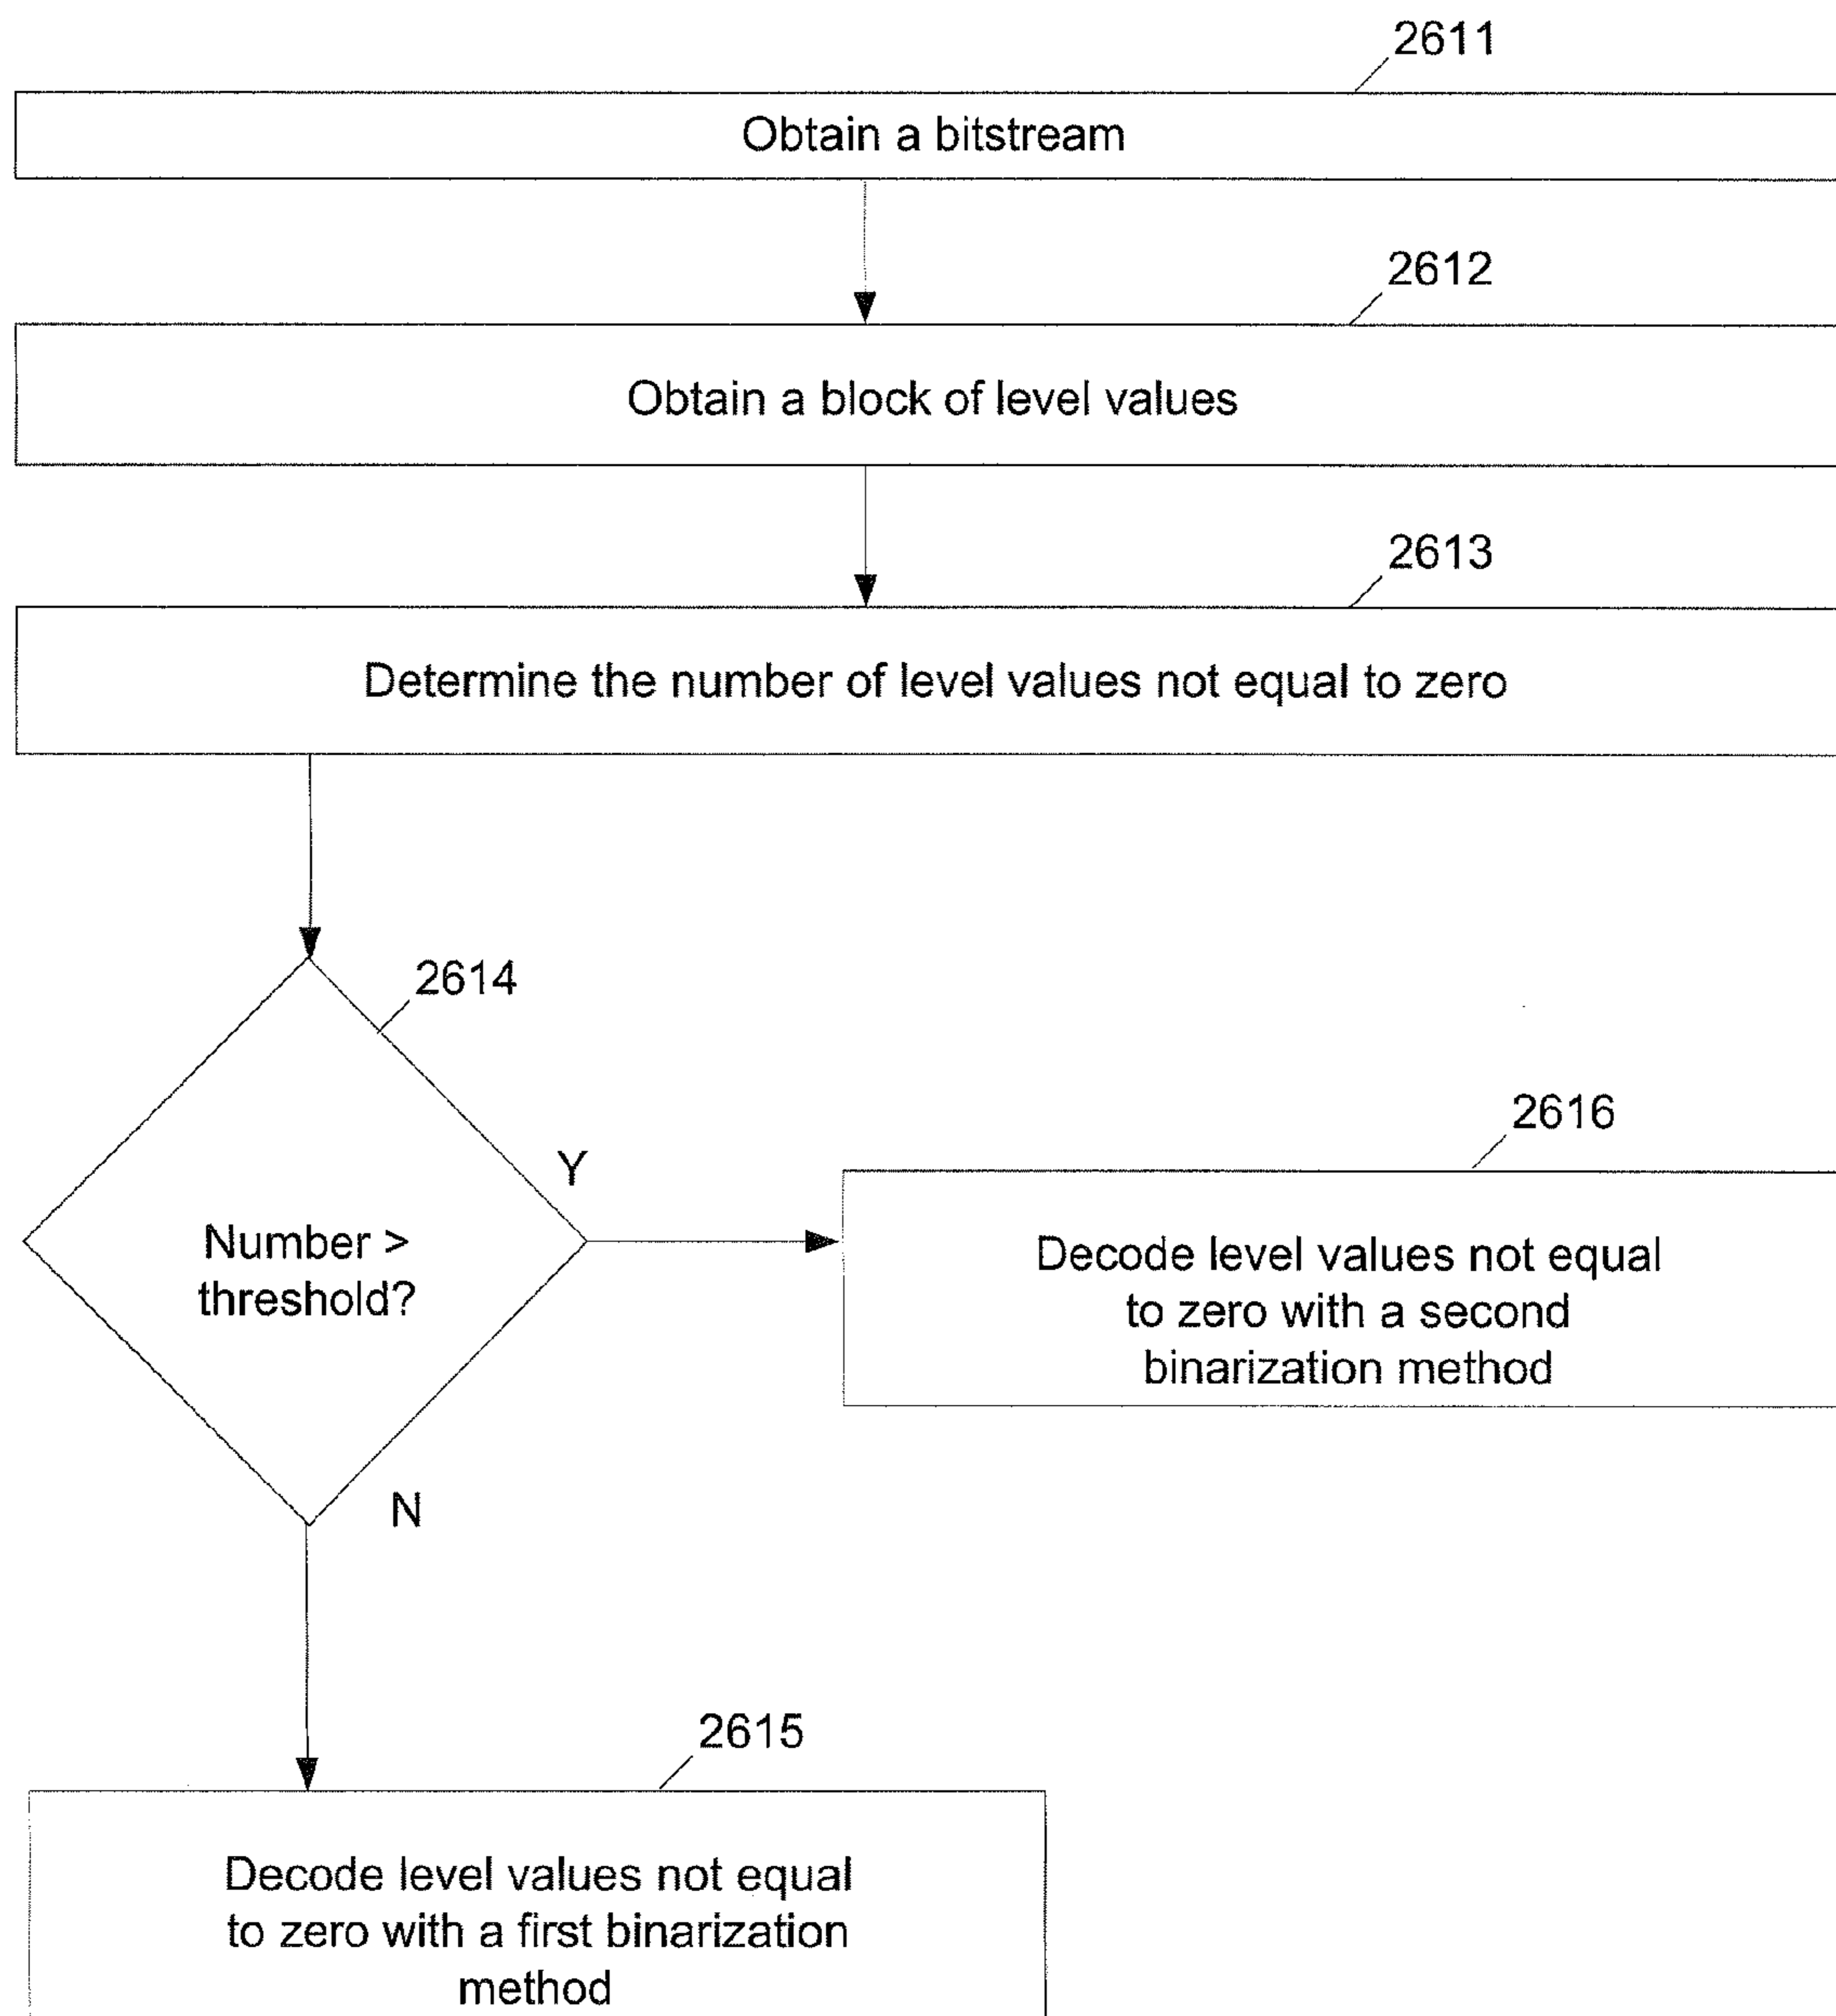 2611
Obtain a bitstream
2612
Obtain a block of level values
2613
Determine the number of level values not equal to zero
2614
Number >
threshold?
Y
2616
Decode level values not equal
to zero with a second
binarization method
N
2615
Decode level values not equal
to zero with a first binarization
method